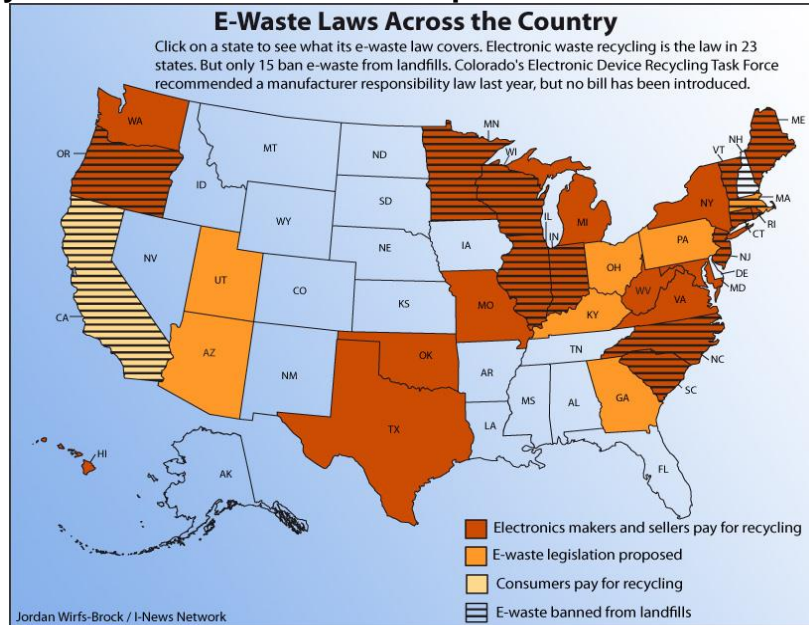 E-Waste Laws Across the Country
Click on a state to see what its e-waste law covers. Electronic waste recycling is the law in 23
states. But only 15 ban e-waste from landfills. Colorado's Electronic Device Recycling Task Force
recommended a manufacturer responsibility law last year, but no bill has been introduced.
WA
OR
MT
ID
ND
MN
WI
SD
WY
NE
IA
IL
IN
MI
VT
NH
ME
NY
MA
RI
CT
PA
NJ
DE
MD
OH
WV
VA
KY
NV
UT
CO
KS
MO
CA
AZ
NM
OK
AR
TN
NC
SC
TX
LA
MS
AL
GA
FL
HI
AK
Electronics makers and sellers pay for recycling
E-waste legislation proposed
Consumers pay for recycling
E-waste banned from landfills
Jordan Wirfs-Brock / I-News Network